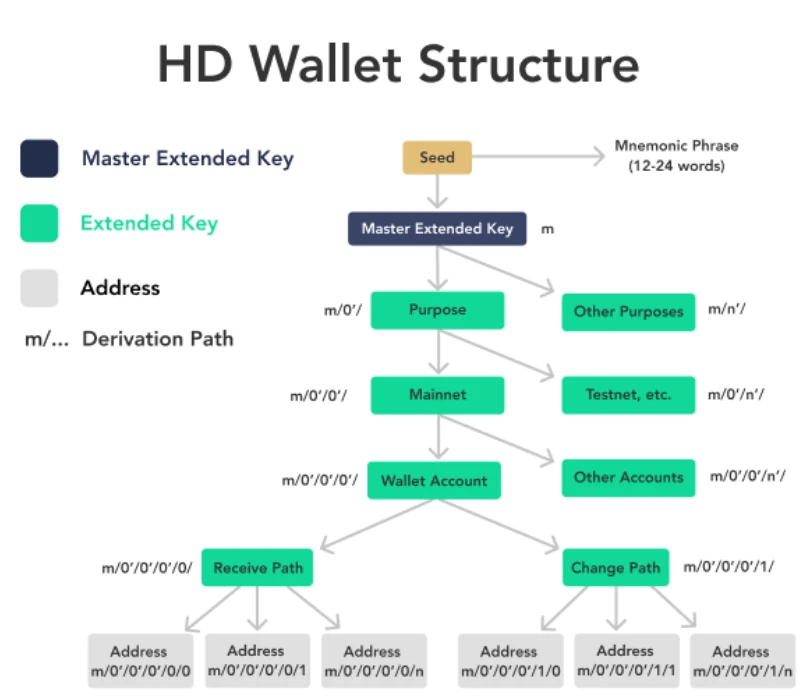 HD Wallet Structure
Master Extended Key
Extended Key
Address
m/... Derivation Path
Seed
Mnemonic Phrase
(12-24 words)
Master Extended Key
m
m/0'/
Purpose
Other Purposes
m/n'/
m/0'/0'/
Mainnet
Testnet, etc.
m/0'/n'/
m/0'/0'/0'/
Wallet Account
Other Accounts
m/0'/0'/n'/
m/0'/0'/0'/0/
Receive Path
Change Path
m/0'/0'/0'/1/
Address
m/0'/0'/0'/0/0
Address
m/0'/0'/0'/0/1
Address
m/0'/0'/0'/0/n
Address
m/0'/0'/0'/1/0
Address
m/0'/0'/0'/1/1
Address
m/0'/0'/0'/1/n